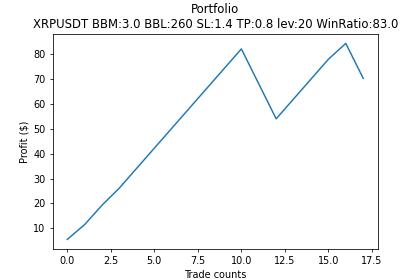 Portfolio
XRPUSDT BBM:3.0 BBL:260 SL:1.4 TP:0.8 lev:20 WinRatio:83.0
80
70
60
50
40
30
20
10
Profit ($)
0.0 2.5 5.0 7.5 10.0 12.5 15.0 17.5
Trade counts